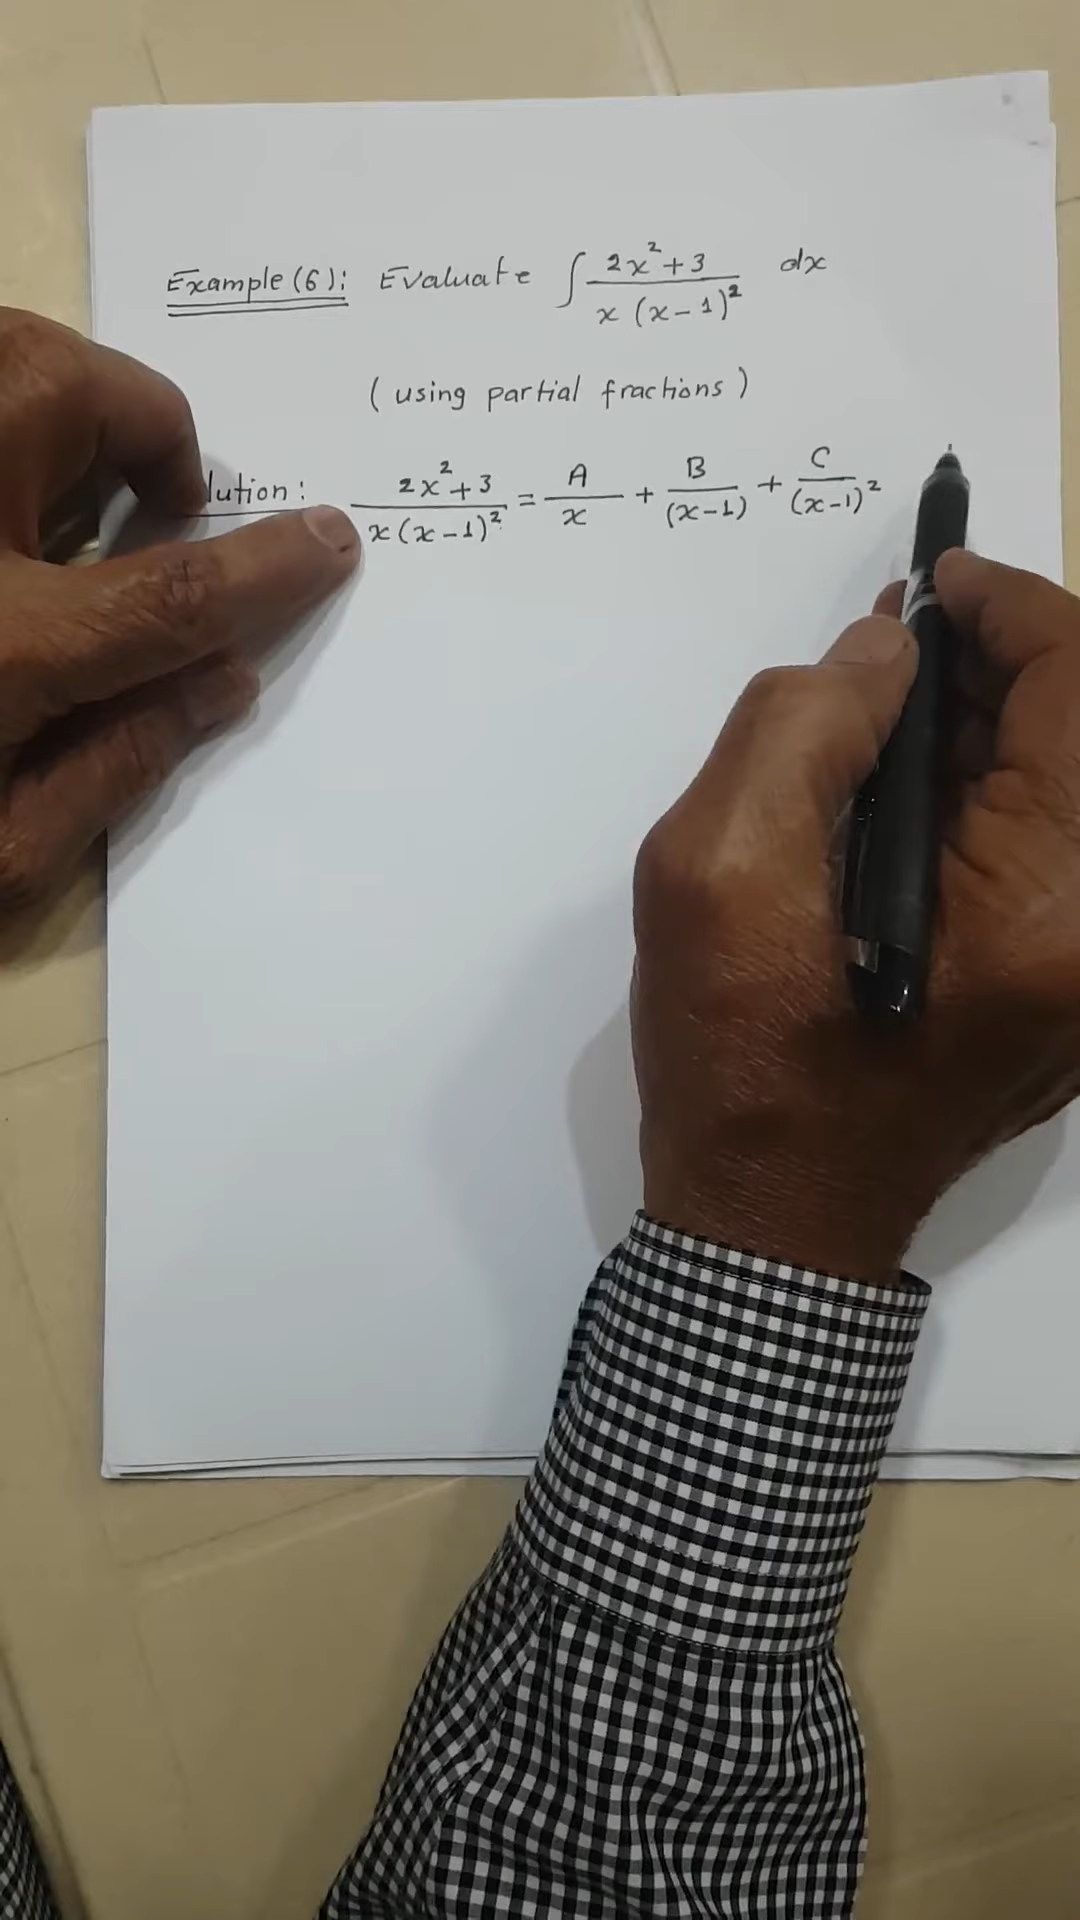 Example (6): Evaluate ∫ (2x² + 3) / (x (x - 1)²) dx
(using partial fractions)
lution: (2x² + 3) / (x (x - 1)²) = A / x + B / (x - 1) + C / (x - 1)²